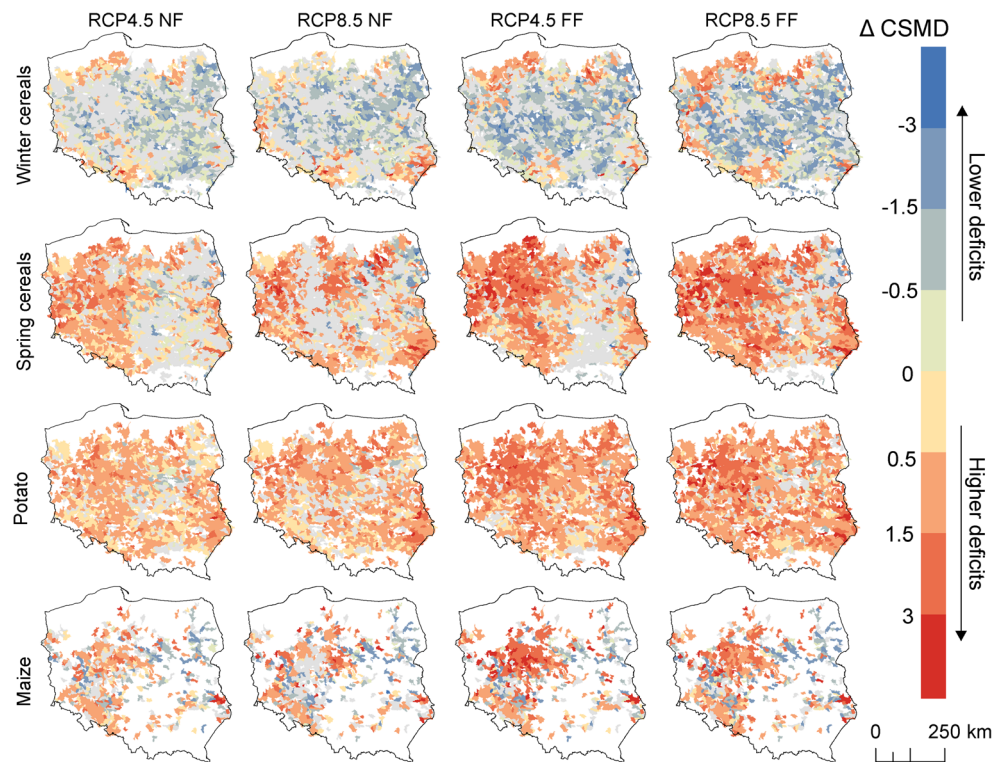 RCP4.5 NF
RCP8.5 NF
RCP4.5 FF
RCP8.5 FF
Δ CSMD
Winter cereals
Spring cereals
Potato
Maize
-3
-1.5
-0.5
0
0.5
1.5
3
Lower deficits
Higher deficits
0
250 km